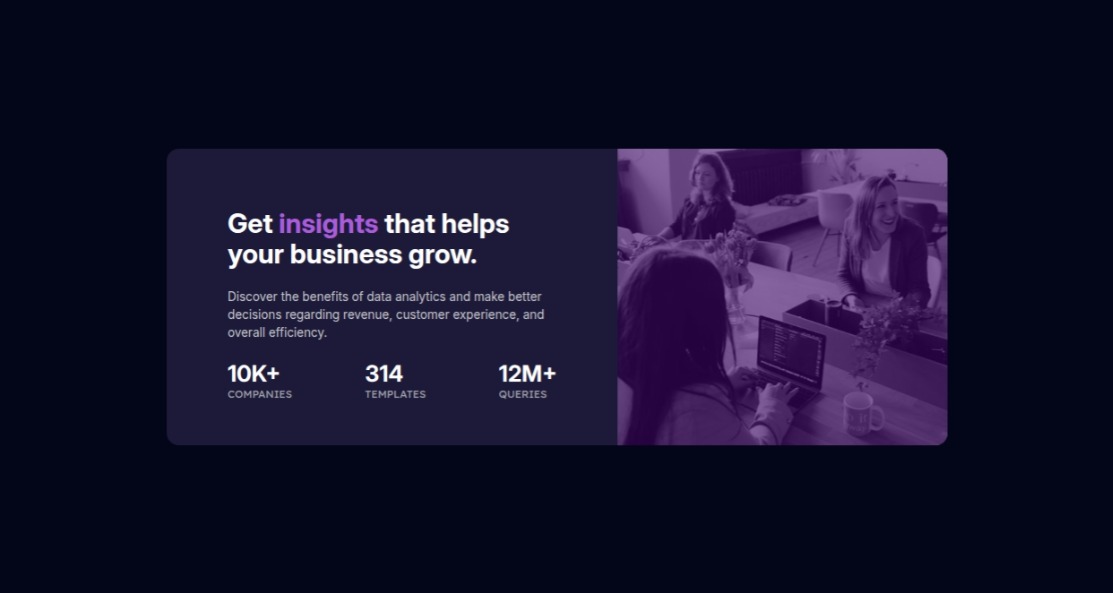 Get insights that helps
your business grow.
Discover the benefits of data analytics and make better
decisions regarding revenue, customer experience, and
overall efficiency.
10K+ 314 12M+
COMPANIES TEMPLATES QUERIES